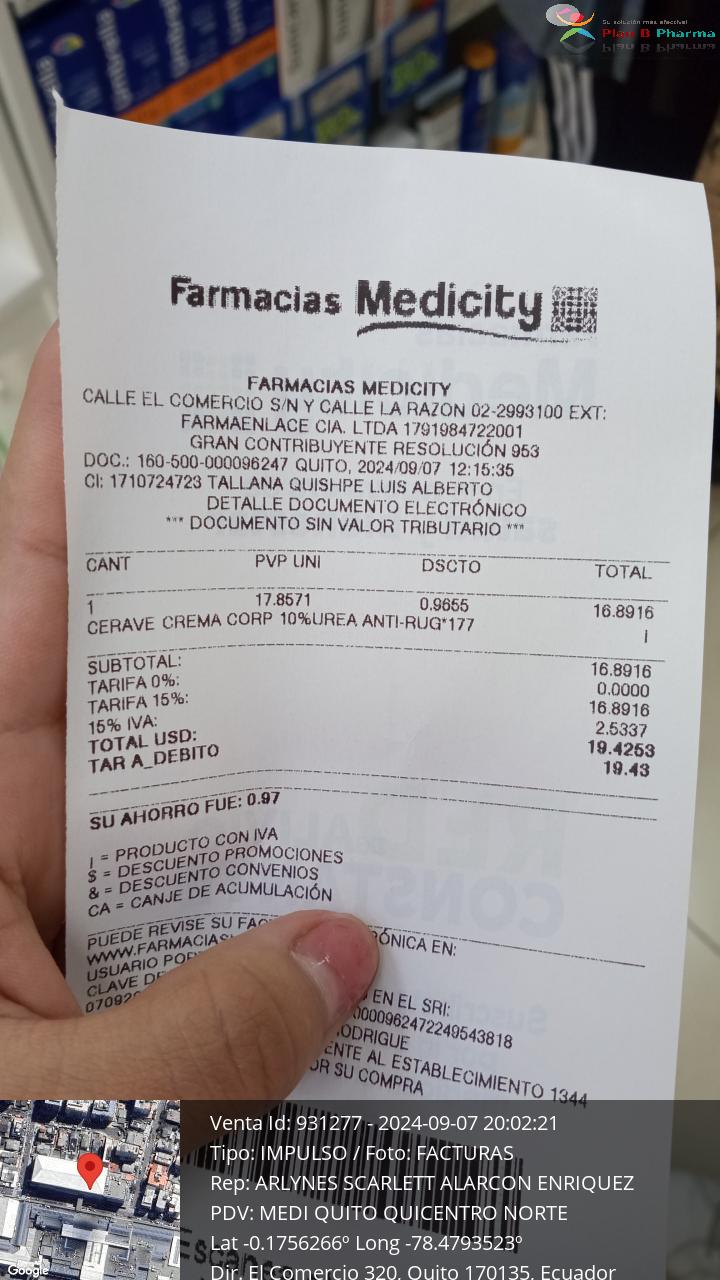 Su solución más efectiva!
Plan B Pharma
Farmacias Medicity
FARMACIAS MEDICITY
CALLE EL COMERCIO S/N Y CALLE LA RAZON 02-2993100 EXT:
FARMAENLACE CIA. LTDA 1791984722001
GRAN CONTRIBUYENTE RESOLUCIÓN 953
DOC.: 160-500-000096247 QUITO, 2024/09/07 12:15:35
CI: 1710724723 TALLANA QUISHPE LUIS ALBERTO
DETALLE DOCUMENTO ELECTRÓNICO
*** DOCUMENTO SIN VALOR TRIBUTARIO ***
CANT PVP UNI DSCTO TOTAL
1 17.8571 0.9655 16.8916
CERAVE CREMA CORP 10%UREA ANTI-RUG*177 I
SUBTOTAL: 16.8916
TARIFA 0%: 0.0000
TARIFA 15%: 16.8916
15% IVA: 2.5337
TOTAL USD: 19.4253
TAR A_DEBITO 19.43
SU AHORRO FUE: 0.97
I = PRODUCTO CON IVA
$ = DESCUENTO PROMOCIONES
& = DESCUENTO CONVENIOS
CA = CANJE DE ACUMULACIÓN
PUEDE REVISE SU FAC ÓNICA EN:
WWW.FARMACIAS
USUARIO POR
CLAVE DE EN EL SRI:
07092 0000962472249543818
ODRIGUE
ENTE AL ESTABLECIMIENTO 1344
OR SU COMPRA
Venta Id: 931277 - 2024-09-07 20:02:21
Tipo: IMPULSO / Foto: FACTURAS
Rep: ARLYNES SCARLETT ALARCON ENRIQUEZ
PDV: MEDI QUITO QUICENTRO NORTE
Lat -0.1756266º Long -78.4793523º
Dir. El Comercio 320, Quito 170135, Ecuador
Google